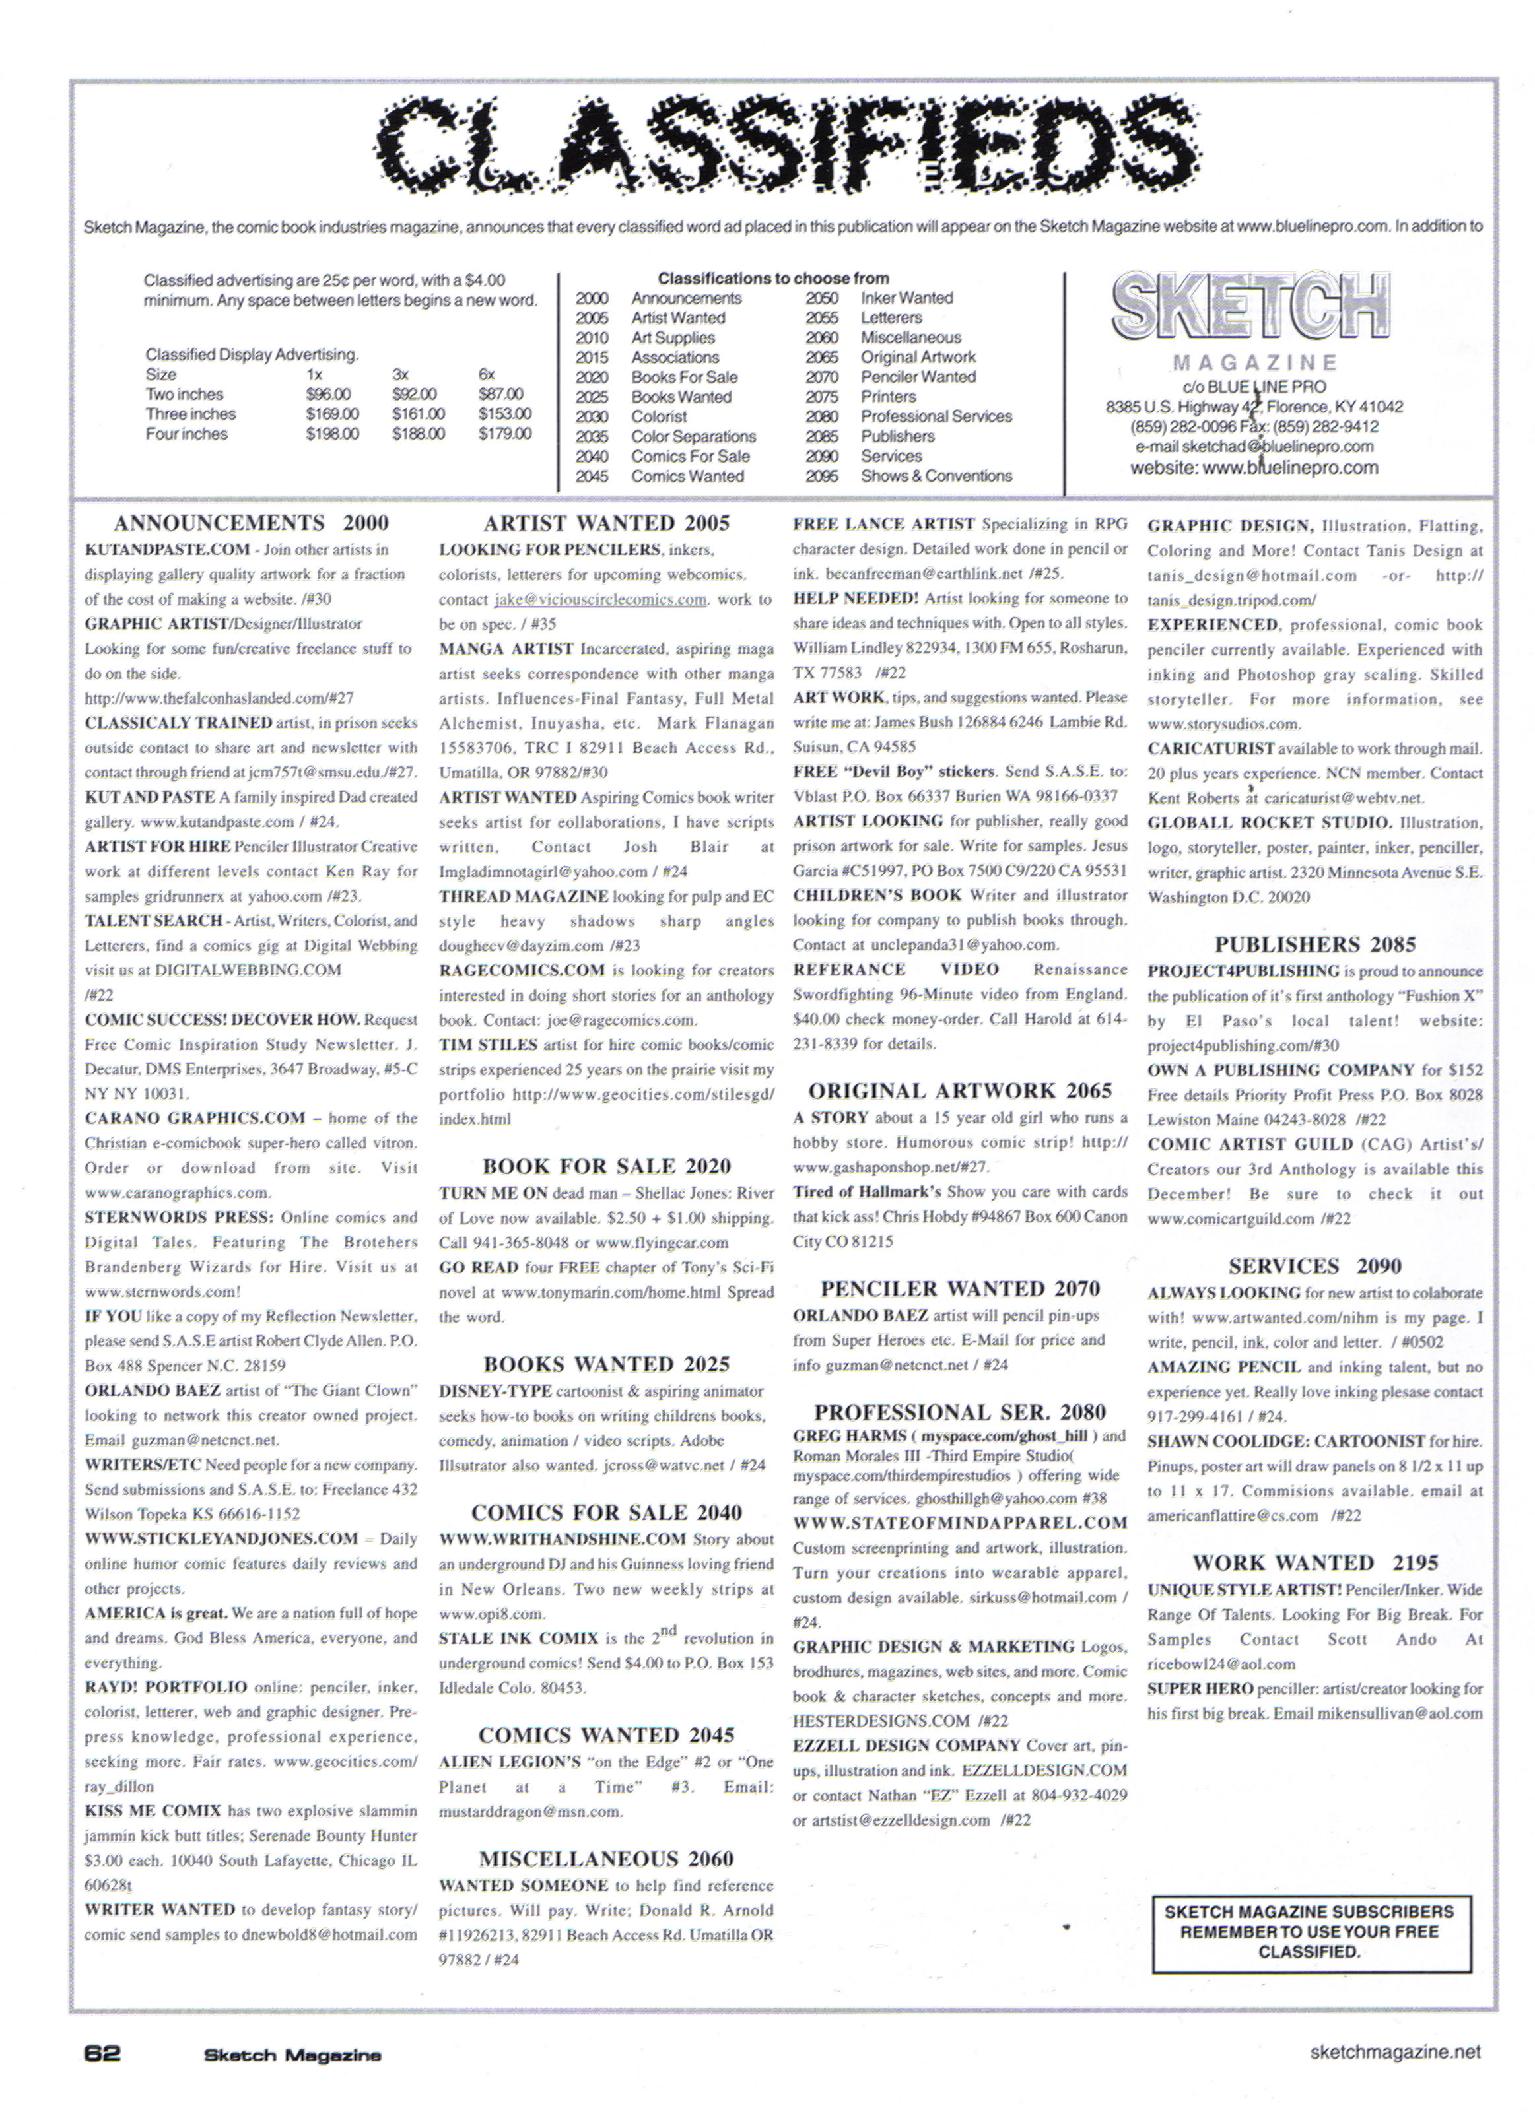 CLASSIFIEDS
Sketch Magazine, the comic book industries magazine, announces that every classified word ad placed in this publication will appear on the Sketch Magazine website at www.bluelinepro.com. In addition to
Classified advertising are 25¢ per word, with a $4.00
minimum. Any space between letters begins a new word.
Classified Display Advertising.
Size 1x 3x 6x
Two inches $96.00 $92.00 $87.00
Three inches $169.00 $161.00 $153.00
Four inches $198.00 $188.00 $179.00
Classifications to choose from
2000 Announcements 2050 Inker Wanted
2005 Artist Wanted 2055 Letterers
2010 Art Supplies 2060 Miscellaneous
2015 Associations 2065 Original Artwork
2020 Books For Sale 2070 Penciler Wanted
2025 Books Wanted 2075 Printers
2030 Colorist 2080 Professional Services
2035 Color Separations 2085 Publishers
2040 Comics For Sale 2090 Services
2045 Comics Wanted 2095 Shows & Conventions
SKETCH
MAGAZINE
c/o BLUE LINE PRO
8385 U.S. Highway 42, Florence, KY 41042
(859) 282-0096 Fax: (859) 282-9412
e-mail sketchad@bluelinepro.com
website: www.bluelinepro.com
ANNOUNCEMENTS 2000
KUTANDPASTE.COM - Join other artists in
displaying gallery quality artwork for a fraction
of the cost of making a website. /#30
GRAPHIC ARTIST/Designer/Illustrator
Looking for some fun/creative freelance stuff to
do on the side.
http://www.thefalconhaslanded.com/#27
CLASSICALY TRAINED artist, in prison seeks
outside contact to share art and newsletter with
contact through friend at jcm757t@smsu.edu./#27.
KUT AND PASTE A family inspired Dad created
gallery. www.kutandpaste.com / #24.
ARTIST FOR HIRE Penciler Illustrator Creative
work at different levels contact Ken Ray for
samples gridrunnerx at yahoo.com /#23.
TALENT SEARCH - Artist, Writers, Colorist, and
Letterers, find a comics gig at Digital Webbing
visit us at DIGITALWEBBING.COM
/#22
COMIC SUCCESS! DECOVER HOW. Request
Free Comic Inspiration Study Newsletter. J.
Decatur, DMS Enterprises, 3647 Broadway, #5-C
NY NY 10031.
CARANO GRAPHICS.COM – home of the
Christian e-comicbook super-hero called vitron.
Order or download from site. Visit
www.caranographics.com.
STERNWORDS PRESS: Online comics and
Digital Tales. Featuring The Brotehers
Brandenberg Wizards for Hire. Visit us at
www.sternwords.com!
IF YOU like a copy of my Reflection Newsletter,
please send S.A.S.E artist Robert Clyde Allen. P.O.
Box 488 Spencer N.C. 28159
ORLANDO BAEZ artist of “The Giant Clown”
looking to network this creator owned project.
Email guzman@netcnct.net.
WRITERS/ETC Need people for a new company.
Send submissions and S.A.S.E. to: Freelance 432
Wilson Topeka KS 66616-1152
WWW.STICKLEYANDJONES.COM – Daily
online humor comic features daily reviews and
other projects.
AMERICA is great. We are a nation full of hope
and dreams. God Bless America, everyone, and
everything.
RAYD! PORTFOLIO online: penciler, inker,
colorist, letterer, web and graphic designer. Pre-
press knowledge, professional experience,
seeking more. Fair rates. www.geocities.com/
ray_dillon
KISS ME COMIX has two explosive slammin
jammin kick butt titles; Serenade Bounty Hunter
$3.00 each. 10040 South Lafayette, Chicago IL
60628t
WRITER WANTED to develop fantasy story/
comic send samples to dnewbold8@hotmail.com
ARTIST WANTED 2005
LOOKING FOR PENCILERS, inkers,
colorists, letterers for upcoming webcomics.
contact jake@viciouscirclecomics.com. work to
be on spec. / #35
MANGA ARTIST Incarcerated, aspiring maga
artist seeks correspondence with other manga
artists. Influences-Final Fantasy, Full Metal
Alchemist, Inuyasha, etc. Mark Flanagan
15583706, TRC I 82911 Beach Access Rd.,
Umatilla, OR 97882/#30
ARTIST WANTED Aspiring Comics book writer
seeks artist for collaborations, I have scripts
written, Contact Josh Blair at
Imgladimnotagirl@yahoo.com / #24
THREAD MAGAZINE looking for pulp and EC
style heavy shadows sharp angles
doughecv@dayzim.com /#23
RAGECOMICS.COM is looking for creators
interested in doing short stories for an anthology
book. Contact: joe@ragecomics.com.
TIM STILES artist for hire comic books/comic
strips experienced 25 years on the prairie visit my
portfolio http://www.geocities.com/stilesgd/
index.html
BOOK FOR SALE 2020
TURN ME ON dead man – Shellac Jones: River
of Love now available. $2.50 + $1.00 shipping.
Call 941-365-8048 or www.flyingcar.com
GO READ four FREE chapter of Tony's Sci-Fi
novel at www.tonymarin.com/home.html Spread
the word.
BOOKS WANTED 2025
DISNEY-TYPE cartoonist & aspiring animator
seeks how-to books on writing childrens books,
comedy, animation / video scripts. Adobe
Illsutrator also wanted. jcross@watvc.net / #24
COMICS FOR SALE 2040
WWW.WRITHANDSHINE.COM Story about
an underground DJ and his Guinness loving friend
in New Orleans. Two new weekly strips at
www.opi8.com.
STALE INK COMIX is the 2nd revolution in
underground comics! Send $4.00 to P.O. Box 153
Idledale Colo. 80453.
COMICS WANTED 2045
ALIEN LEGION'S “on the Edge” #2 or “One
Planet at a Time” #3. Email:
mustarddragon@msn.com.
MISCELLANEOUS 2060
WANTED SOMEONE to help find reference
pictures. Will pay. Write; Donald R. Arnold
#11926213, 82911 Beach Access Rd. Umatilla OR
97882 / #24
FREE LANCE ARTIST Specializing in RPG
character design. Detailed work done in pencil or
ink. becanfreeman@earthlink.net /#25.
HELP NEEDED! Artist looking for someone to
share ideas and techniques with. Open to all styles.
William Lindley 822934, 1300 FM 655, Rosharun,
TX 77583 /#22
ART WORK, tips, and suggestions wanted. Please
write me at: James Bush 126884 6246 Lambie Rd.
Suisun, CA 94585
FREE “Devil Boy” stickers. Send S.A.S.E. to:
Vblast P.O. Box 66337 Burien WA 98166-0337
ARTIST LOOKING for publisher, really good
prison artwork for sale. Write for samples. Jesus
Garcia #C51997, PO Box 7500 C9/220 CA 95531
CHILDREN'S BOOK Writer and illustrator
looking for company to publish books through.
Contact at unclepanda31@yahoo.com.
REFERANCE VIDEO Renaissance
Swordfighting 96-Minute video from England.
$40.00 check money-order. Call Harold at 614-
231-8339 for details.
ORIGINAL ARTWORK 2065
A STORY about a 15 year old girl who runs a
hobby store. Humorous comic strip! http://
www.gashaponshop.net/#27.
Tired of Hallmark's Show you care with cards
that kick ass! Chris Hobdy #94867 Box 600 Canon
City CO 81215
PENCILER WANTED 2070
ORLANDO BAEZ artist will pencil pin-ups
from Super Heroes etc. E-Mail for price and
info guzman@netcnct.net / #24
PROFESSIONAL SER. 2080
GREG HARMS ( myspace.com/ghost_hill ) and
Roman Morales III -Third Empire Studio(
myspace.com/thirdempirestudios ) offering wide
range of services. ghosthillgh@yahoo.com #38
WWW.STATEOFMINDAPPAREL.COM
Custom screenprinting and artwork, illustration.
Turn your creations into wearable apparel,
custom design available. sirkuss@hotmail.com /
#24.
GRAPHIC DESIGN & MARKETING Logos,
brodhures, magazines, web sites, and more. Comic
book & character sketches, concepts and more.
HESTERDESIGNS.COM /#22
EZZELL DESIGN COMPANY Cover art, pin-
ups, illustration and ink. EZZELLDESIGN.COM
or contact Nathan “EZ” Ezzell at 804-932-4029
or artstist@ezzelldesign.com /#22
GRAPHIC DESIGN, Illustration, Flatting,
Coloring and More! Contact Tanis Design at
tanis_design@hotmail.com -or- http://
tanis_design.tripod.com/
EXPERIENCED, professional, comic book
penciler currently available. Experienced with
inking and Photoshop gray scaling. Skilled
storyteller. For more information, see
www.storysudios.com.
CARICATURIST available to work through mail.
20 plus years experience. NCN member. Contact
Kent Roberts at caricaturist@webtv.net.
GLOBALL ROCKET STUDIO. Illustration,
logo, storyteller, poster, painter, inker, penciller,
writer, graphic artist. 2320 Minnesota Avenue S.E.
Washington D.C. 20020
PUBLISHERS 2085
PROJECT4PUBLISHING is proud to announce
the publication of it's first anthology “Fushion X”
by El Paso's local talent! website:
project4publishing.com/#30
OWN A PUBLISHING COMPANY for $152
Free details Priority Profit Press P.O. Box 8028
Lewiston Maine 04243-8028 /#22
COMIC ARTIST GUILD (CAG) Artist's/
Creators our 3rd Anthology is available this
December! Be sure to check it out
www.comicartguild.com /#22
SERVICES 2090
ALWAYS LOOKING for new artist to colaborate
with! www.artwanted.com/nihm is my page. I
write, pencil, ink, color and letter. / #0502
AMAZING PENCIL and inking talent, but no
experience yet. Really love inking plesase contact
917-299-4161 / #24.
SHAWN COOLIDGE: CARTOONIST for hire.
Pinups, poster art will draw panels on 8 1/2 x 11 up
to 11 x 17. Commisions available. email at
americanflattire@cs.com /#22
WORK WANTED 2195
UNIQUE STYLE ARTIST! Penciler/Inker. Wide
Range Of Talents. Looking For Big Break. For
Samples Contact Scott Ando At
ricebowl24@aol.com
SUPER HERO penciller: artist/creator looking for
his first big break. Email mikensullivan@aol.com
SKETCH MAGAZINE SUBSCRIBERS
REMEMBER TO USE YOUR FREE
CLASSIFIED.
62 Sketch Magazine
sketchmagazine.net